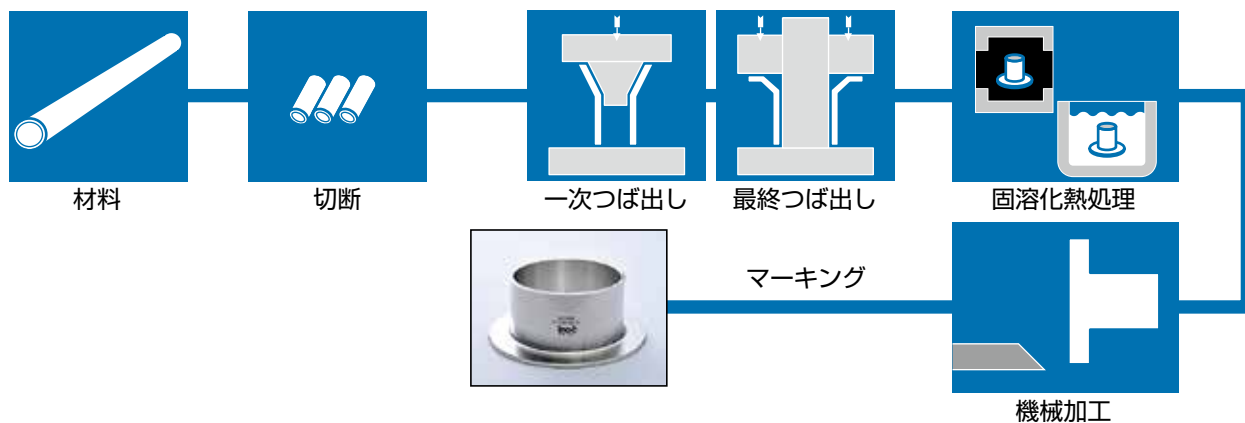 材料
切断
一次つば出し
最終つば出し
固溶化熱処理
マーキング
機械加工